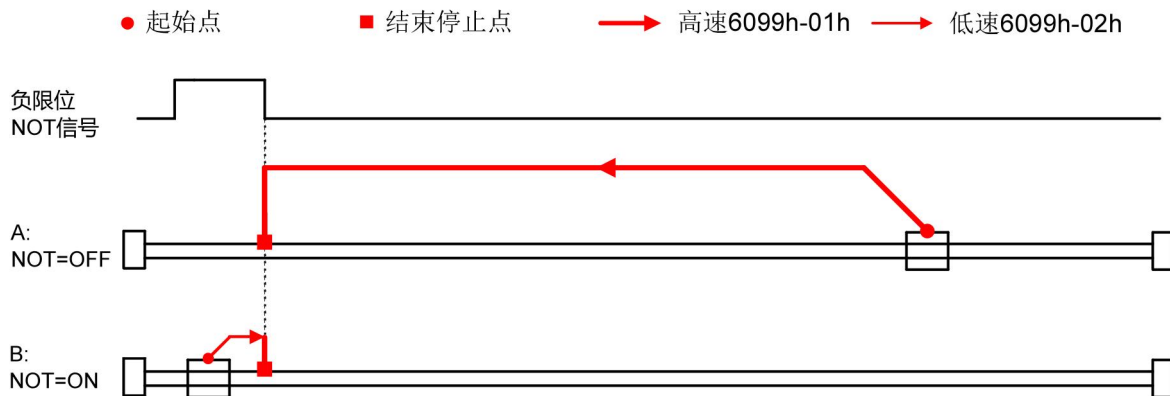 起始点 结束停止点 高速6099h-01h 低速6099h-02h
负限位
NOT信号
A:
NOT=OFF
B:
NOT=ON